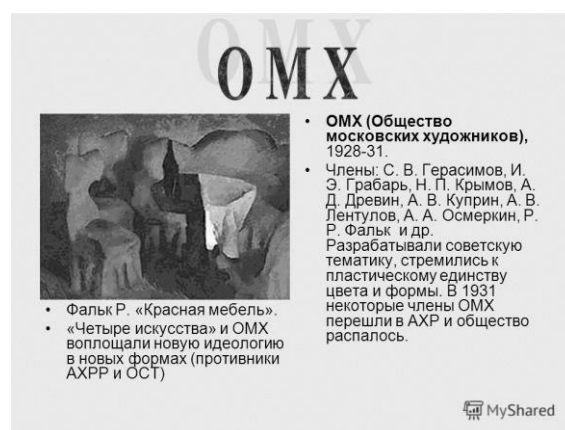 ОМХ
• ОМХ (Общество
московских художников),
1928-31.
• Члены: С. В. Герасимов, И.
Э. Грабарь, Н. П. Крымов, А.
Д. Древин, А. В. Куприн, А. В.
Лентулов, А. А. Осмеркин, Р.
Р. Фальк и др.
Разрабатывали советскую
тематику, стремились к
пластическому единству
цвета и формы. В 1931
некоторые члены ОМХ
перешли в АХР и общество
распалось.
• Фальк Р. «Красная мебель».
• «Четыре искусства» и ОМХ
воплощали новую идеологию
в новых формах (противники
АХРР и ОСТ)
MyShared